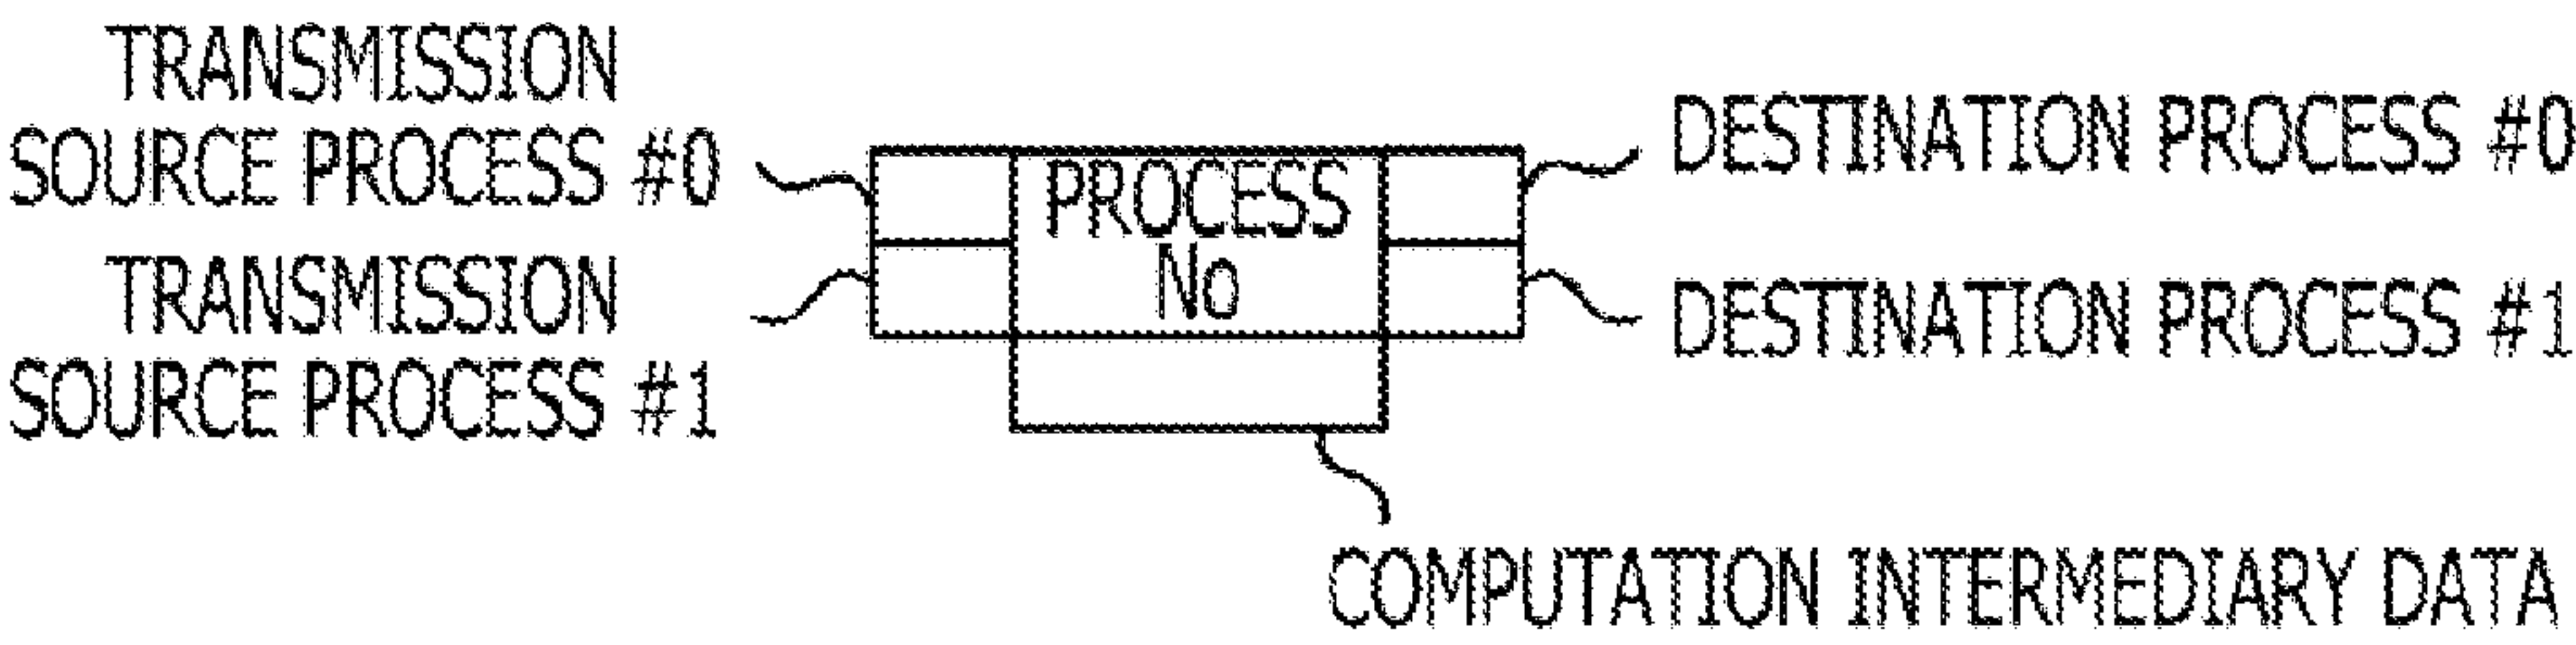 TRANSMISSION
SOURCE PROCESS #0
TRANSMISSION
SOURCE PROCESS #1
PROCESS
No
DESTINATION PROCESS #0
DESTINATION PROCESS #1
COMPUTATION INTERMEDIARY DATA